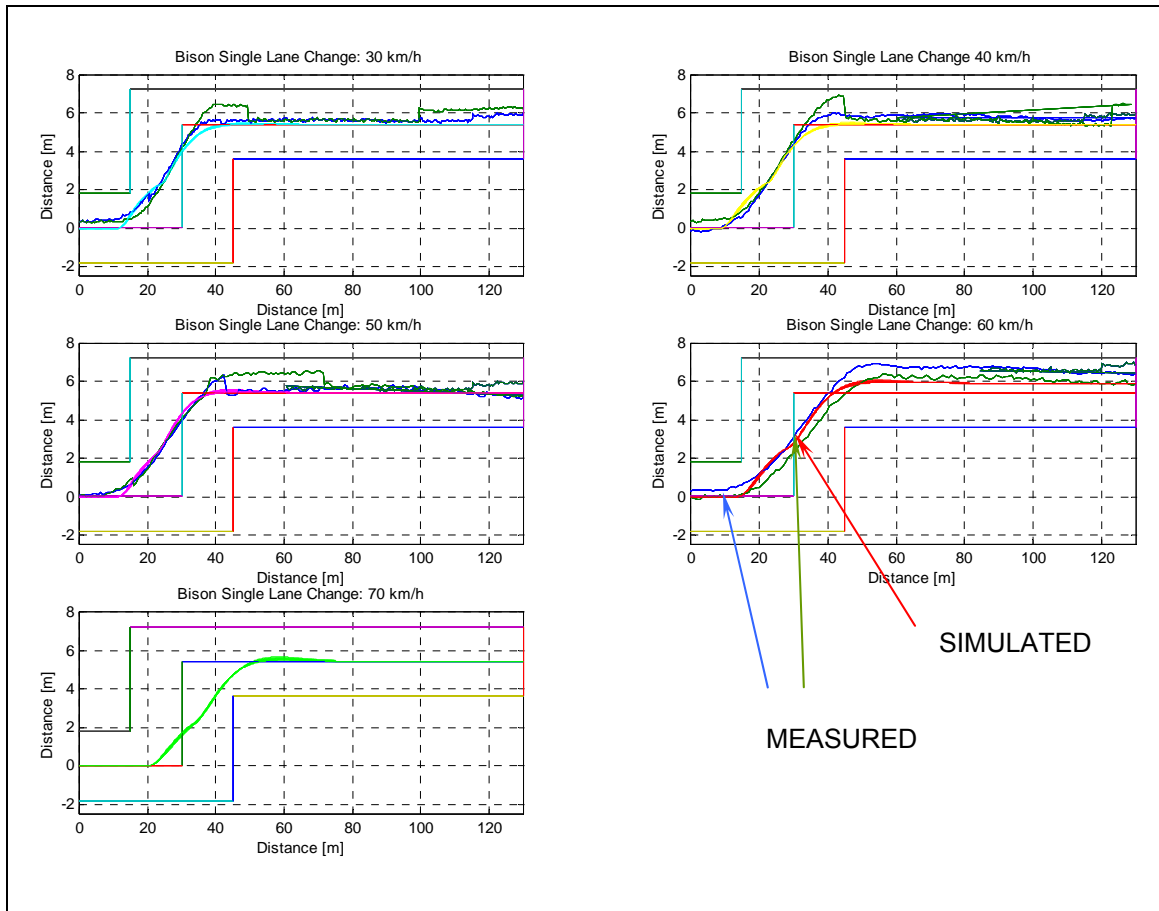 Bison Single Lane Change: 30 km/h
Distance [m]
8
6
4
2
0
-2
0 20 40 60 80 100 120
Distance [m]
Bison Single Lane Change 40 km/h
Distance [m]
8
6
4
2
0
-2
0 20 40 60 80 100 120
Distance [m]
Bison Single Lane Change: 50 km/h
Distance [m]
8
6
4
2
0
-2
0 20 40 60 80 100 120
Distance [m]
Bison Single Lane Change: 60 km/h
Distance [m]
8
6
4
2
0
-2
0 20 40 60 80 100 120
Distance [m]
Bison Single Lane Change: 70 km/h
Distance [m]
8
6
4
2
0
-2
0 20 40 60 80 100 120
Distance [m]
SIMULATED
MEASURED